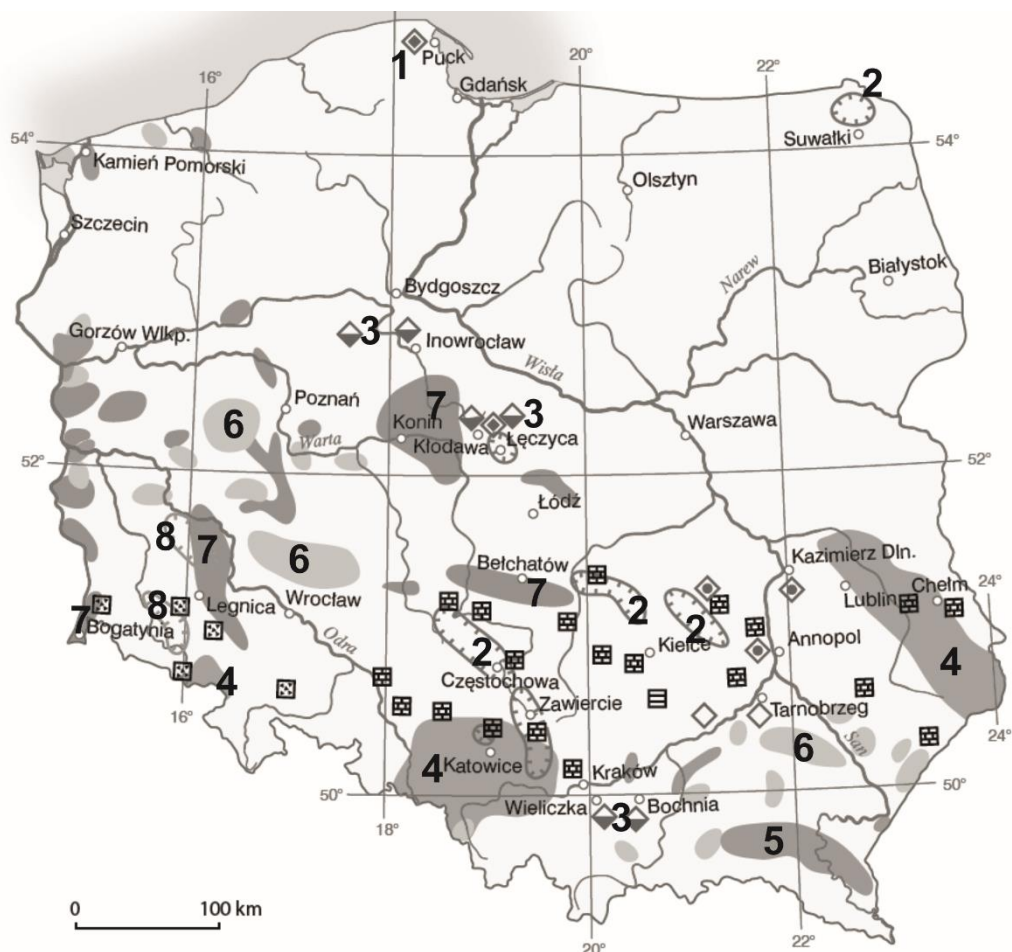 1
Puck
Gdańsk
20°
22°
2
16°
Suwałki
54°
54°
Kamień Pomorski
Olsztyn
Szczecin
Narew
Białystok
Bydgoszcz
Gorzów Wlkp.
3
Inowrocław
Wisła
Poznań
7
3
Warszawa
6
Konin
Warta
Kłodawa
Łęczyca
52°
52°
Łódź
8
7
6
Bełchatów
Kazimierz Dln.
24°
7
8
Legnica
Wrocław
7
2
2
Lublin
Chełm
Bogatynia
Odra
2
Kielce
Annopol
4
4
Częstochowa
16°
Zawiercie
Tarnobrzeg
24°
6
San
4
Katowice
Kraków
50°
50°
Wieliczka
3
Bochnia
18°
5
0
100 km
20°
22°